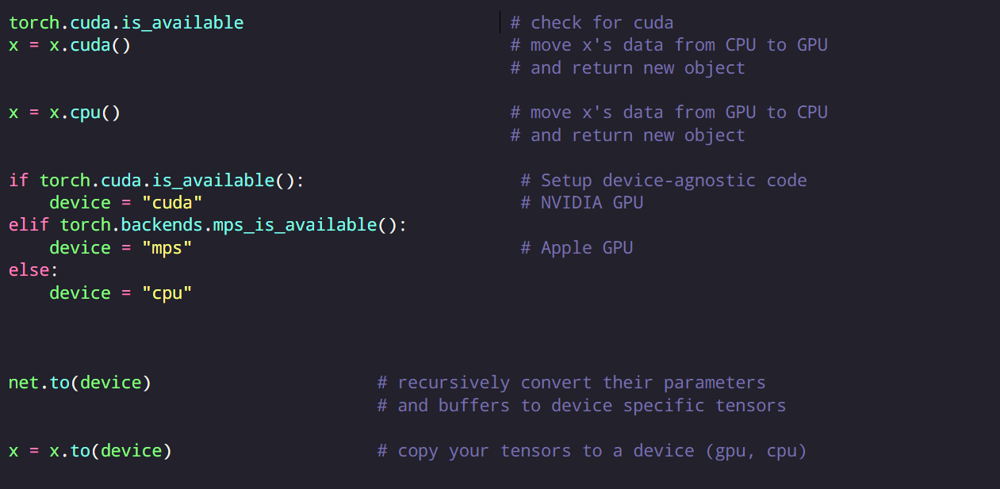 torch.cuda.is_available # check for cuda
x = x.cuda() # move x's data from CPU to GPU
# and return new object
x = x.cpu() # move x's data from GPU to CPU
# and return new object
if torch.cuda.is_available(): # Setup device-agnostic code
    device = "cuda" # NVIDIA GPU
elif torch.backends.mps_is_available():
    device = "mps" # Apple GPU
else:
    device = "cpu"
net.to(device) # recursively convert their parameters
# and buffers to device specific tensors
x = x.to(device) # copy your tensors to a device (gpu, cpu)